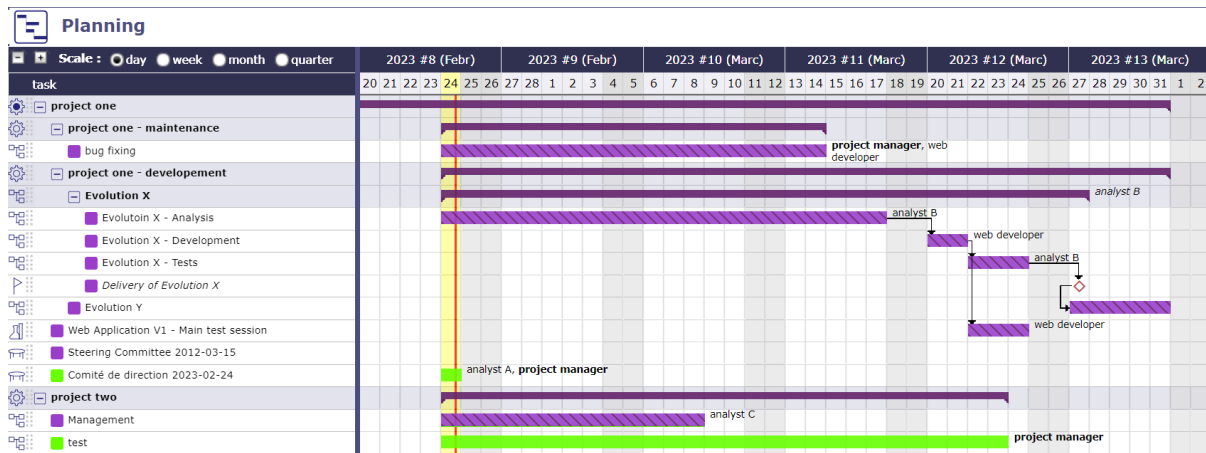 Planning
Scale : day week month quarter
2023 #8 (Febr) 2023 #9 (Febr) 2023 #10 (Marc) 2023 #11 (Marc) 2023 #12 (Marc) 2023 #13 (Marc)
task
20 21 22 23 24 25 26 27 28 1 2 3 4 5 6 7 8 9 10 11 12 13 14 15 16 17 18 19 20 21 22 23 24 25 26 27 28 29 30 31 1 2
project one
project one - maintenance
bug fixing
project manager, web
developer
project one - developement
Evolution X
analyst B
Evolutoin X - Analysis
analyst B
Evolution X - Development
web developer
Evolution X - Tests
analyst B
Delivery of Evolution X
Evolution Y
Web Application V1 - Main test session
web developer
Steering Committee 2012-03-15
Comité de direction 2023-02-24
analyst A, project manager
project two
Management
analyst C
test
project manager